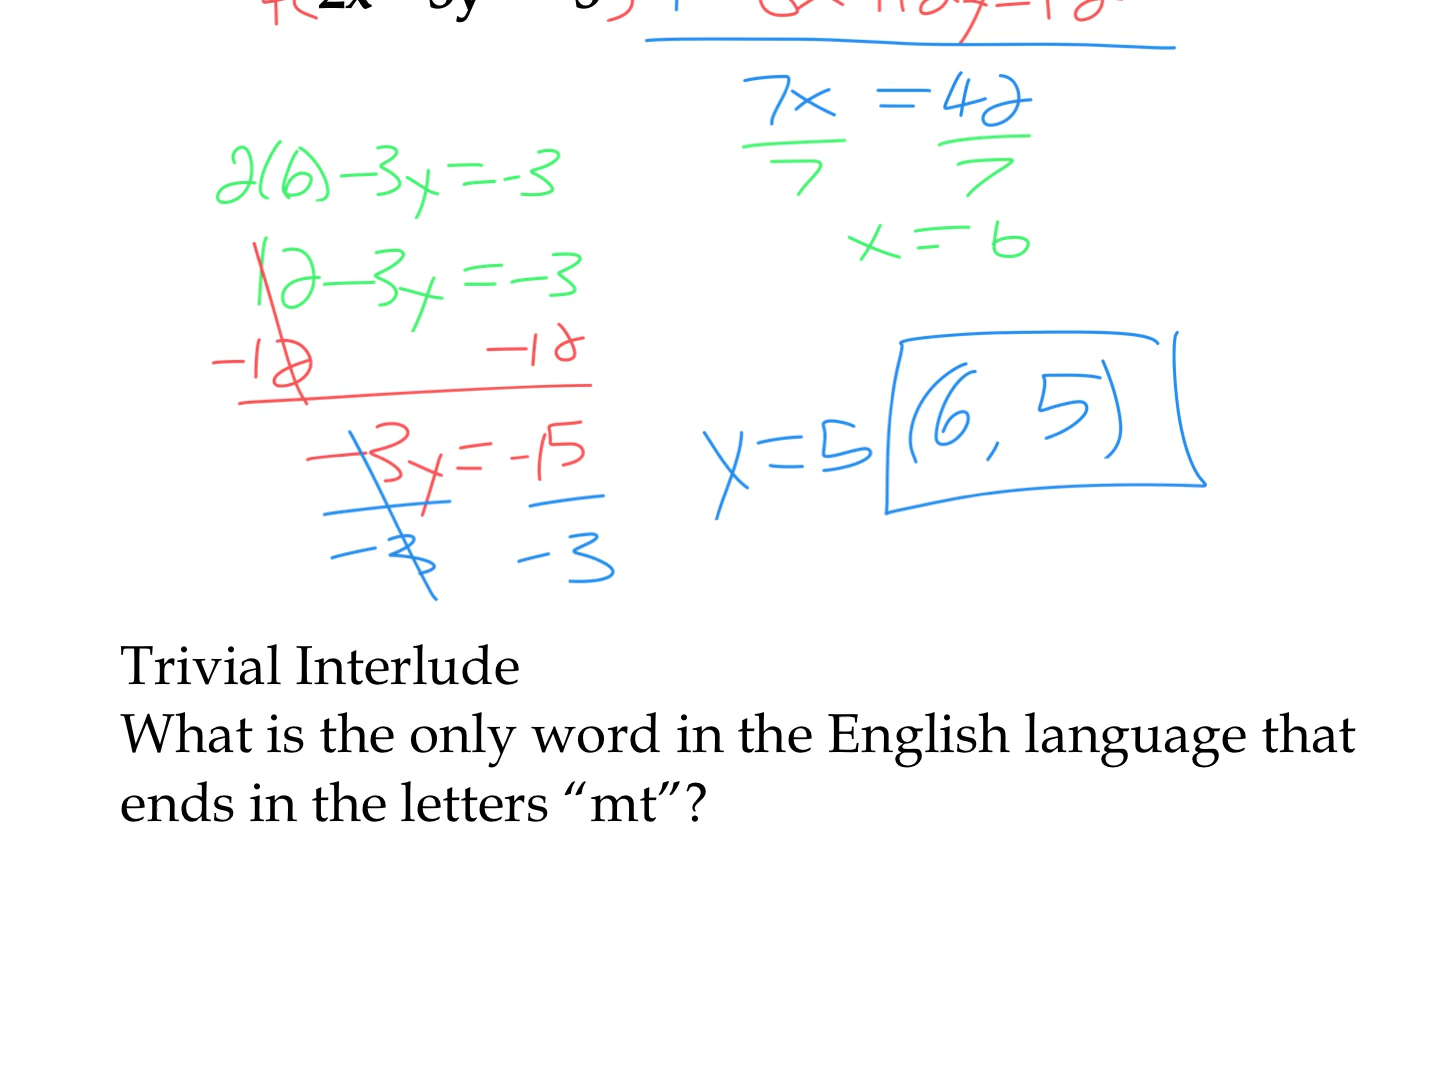 7x = 42
7 7
x = 6
2(6) - 3y = -3
12 - 3y = -3
-12 -12
-3y = -15
-3 -3
y = 5 (6, 5)
Trivial Interlude
What is the only word in the English language that
ends in the letters “mt”?